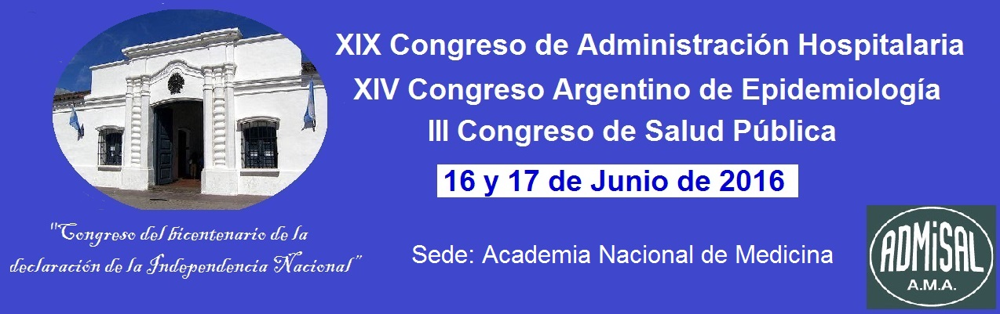 XIX Congreso de Administración Hospitalaria
XIV Congreso Argentino de Epidemiología
III Congreso de Salud Pública
16 y 17 de Junio de 2016
"Congreso del bicentenario de la
declaración de la Independencia Nacional"
Sede: Academia Nacional de Medicina
ADMiSAL
A.M.A.